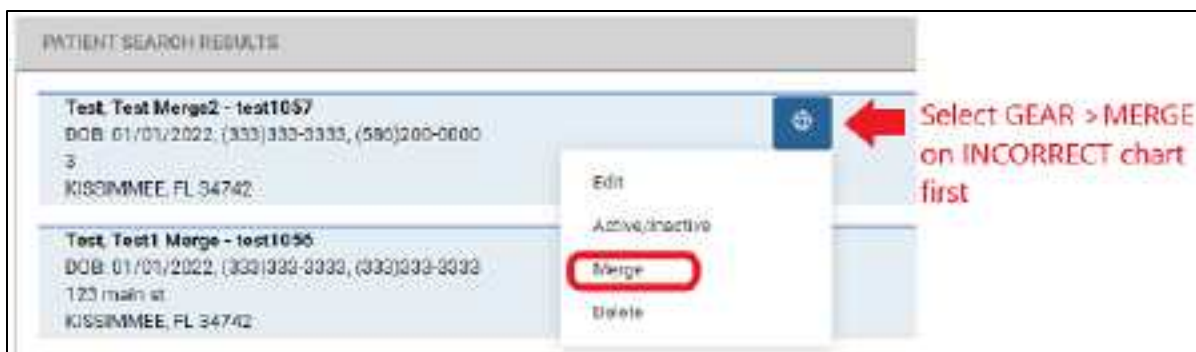 PATIENT SEARCH RESULTS
Test, Test Merge2 - test1057
DOB: 01/01/2022, (333)333-3333, (586)200-0000
3
KISSIMMEE, FL 34742
Select GEAR > MERGE
on INCORRECT chart
first
Edit
Active/Inactive
Merge
Delete
Test, Test1 Merge - test1056
DOB: 01/01/2022, (333)333-3333, (333)333-3333
123 main st
KISSIMMEE, FL 34742